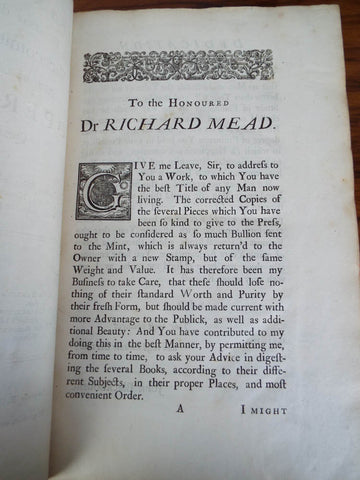 To the HONOURED
Dr RICHARD MEAD.
GIVE me Leave, Sir, to address to
You a Work, to which You have
the best Title of any Man now
living. The corrected Copies of
the several Pieces which You have
been so kind to give to the Press,
ought to be considered as so much Bullion sent
to the Mint, which is always return'd to the
Owner with a new Stamp, but of the same
Weight and Value. It has therefore been my
Business to take Care, that these should lose no-
thing of their standard Worth and Purity by
their fresh Form, but should be made current with
more Advantage to the Publick, as well as addi-
tional Beauty: And You have contributed to my
doing this in the best Manner, by permitting me,
from time to time, to ask your Advice in digest-
ing the several Books, according to their diffe-
rent Subjects, in their proper Places, and most
convenient Order.
A I MIGHT